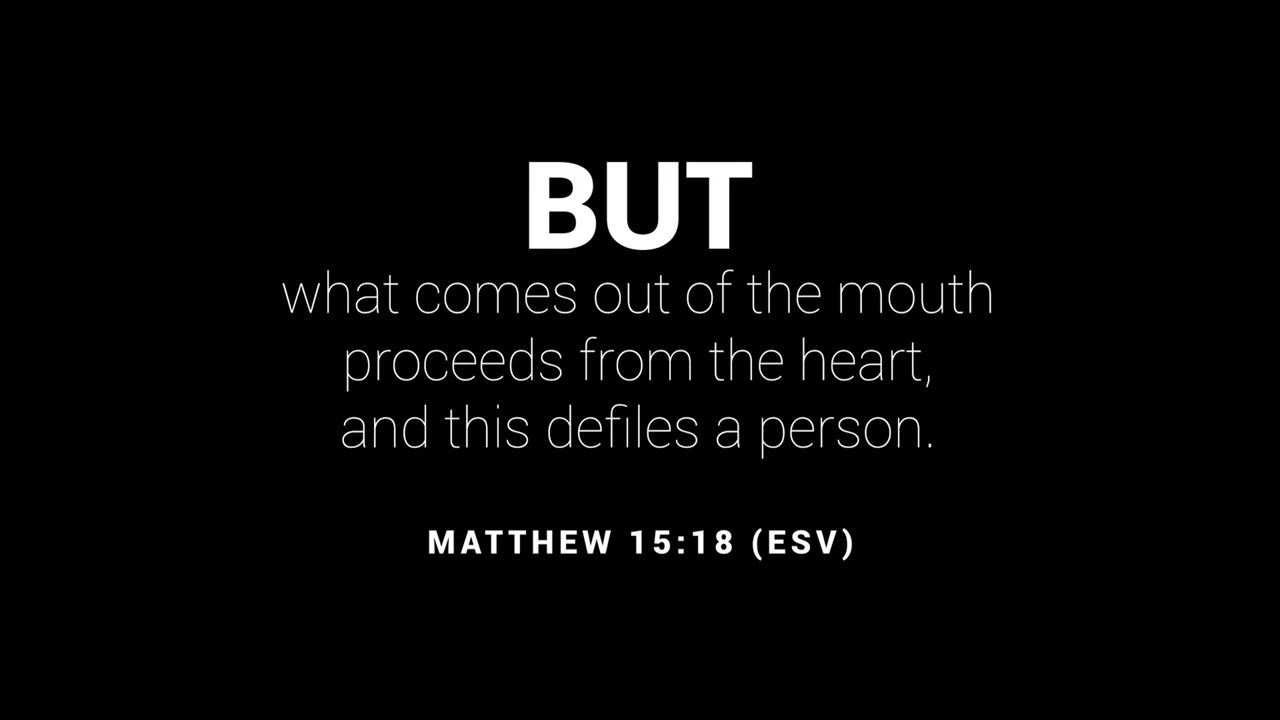 BUT
what comes out of the mouth
proceeds from the heart,
and this defiles a person.
MATTHEW 15:18 (ESV)